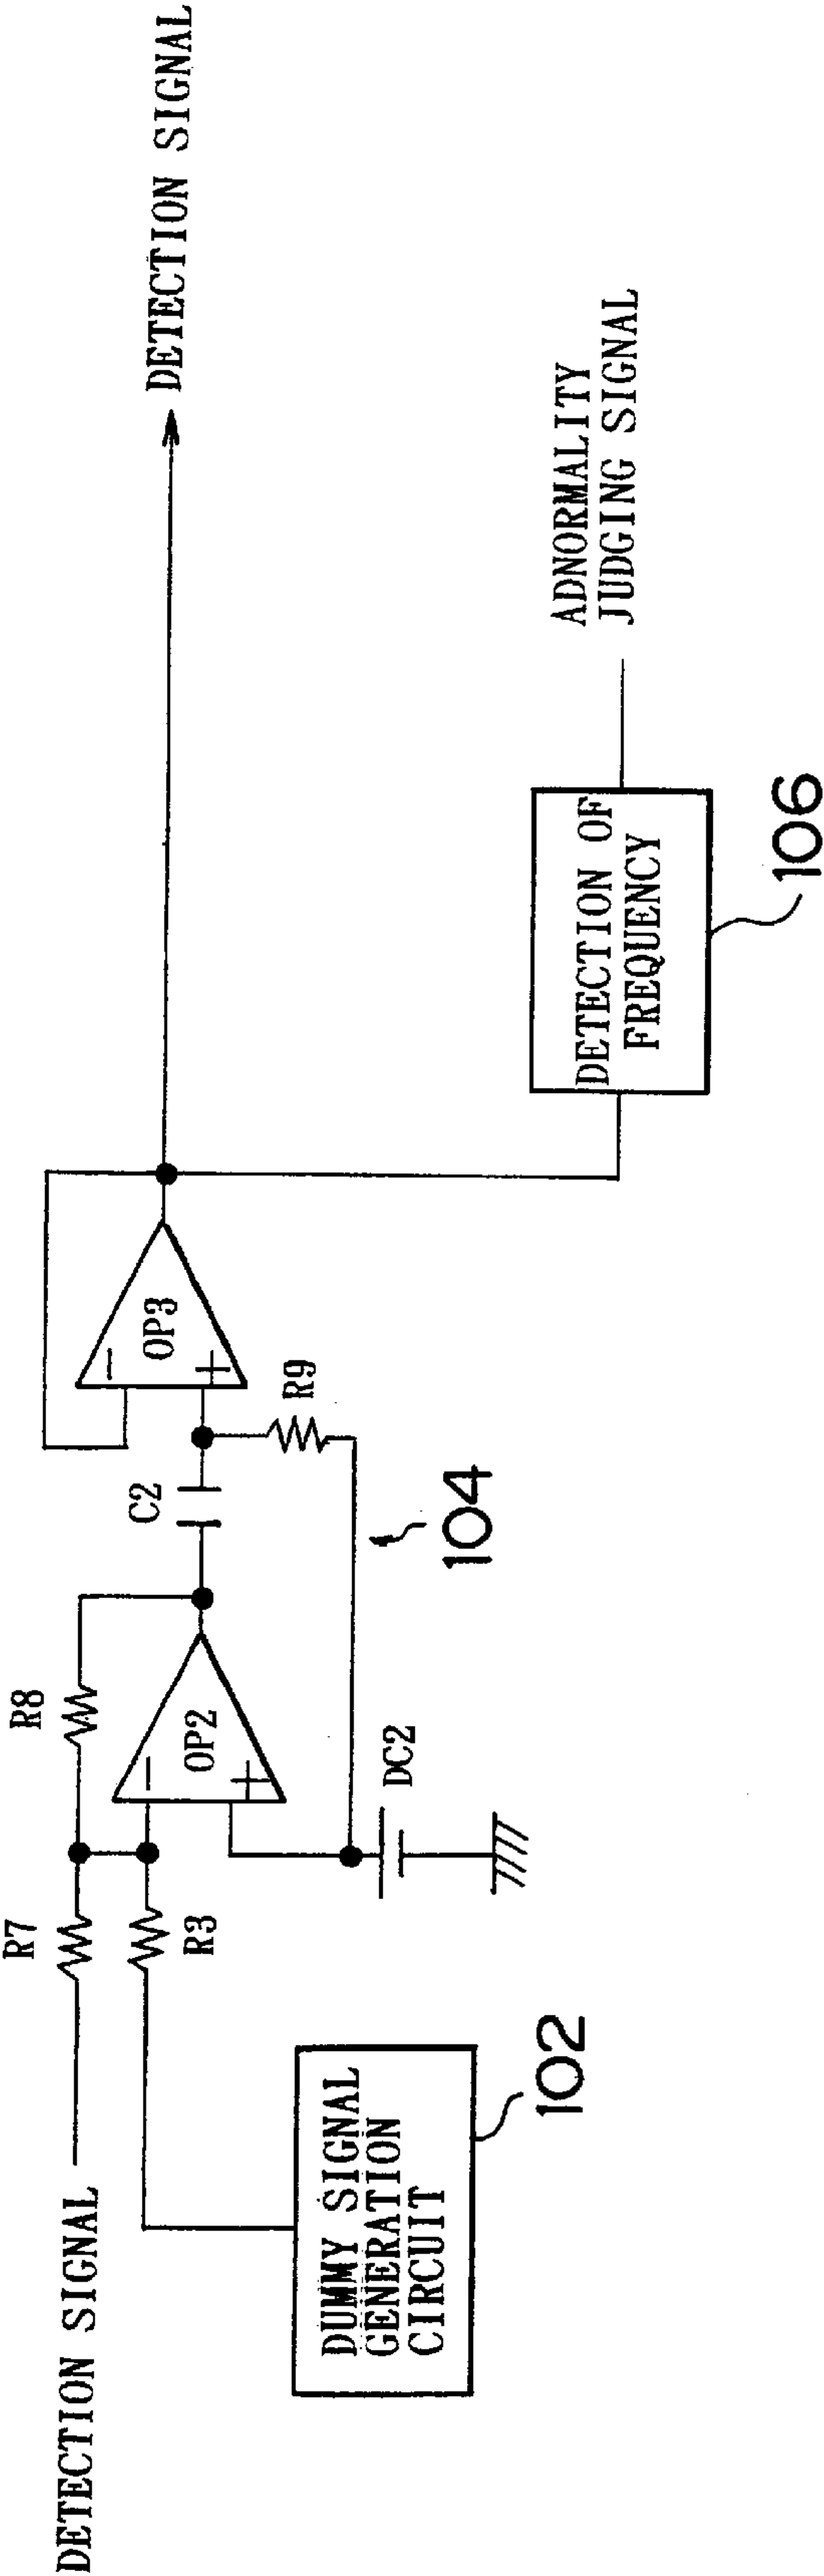 DETECTION SIGNAL
R7
R8
R3
OP2
−
+
DC2
C2
R9
OP3
−
+
104
DETECTION SIGNAL
DUMMY SIGNAL
GENERATION
CIRCUIT
102
DETECTION OF
FREQUENCY
106
ADNORMALITY
JUDGING SIGNAL